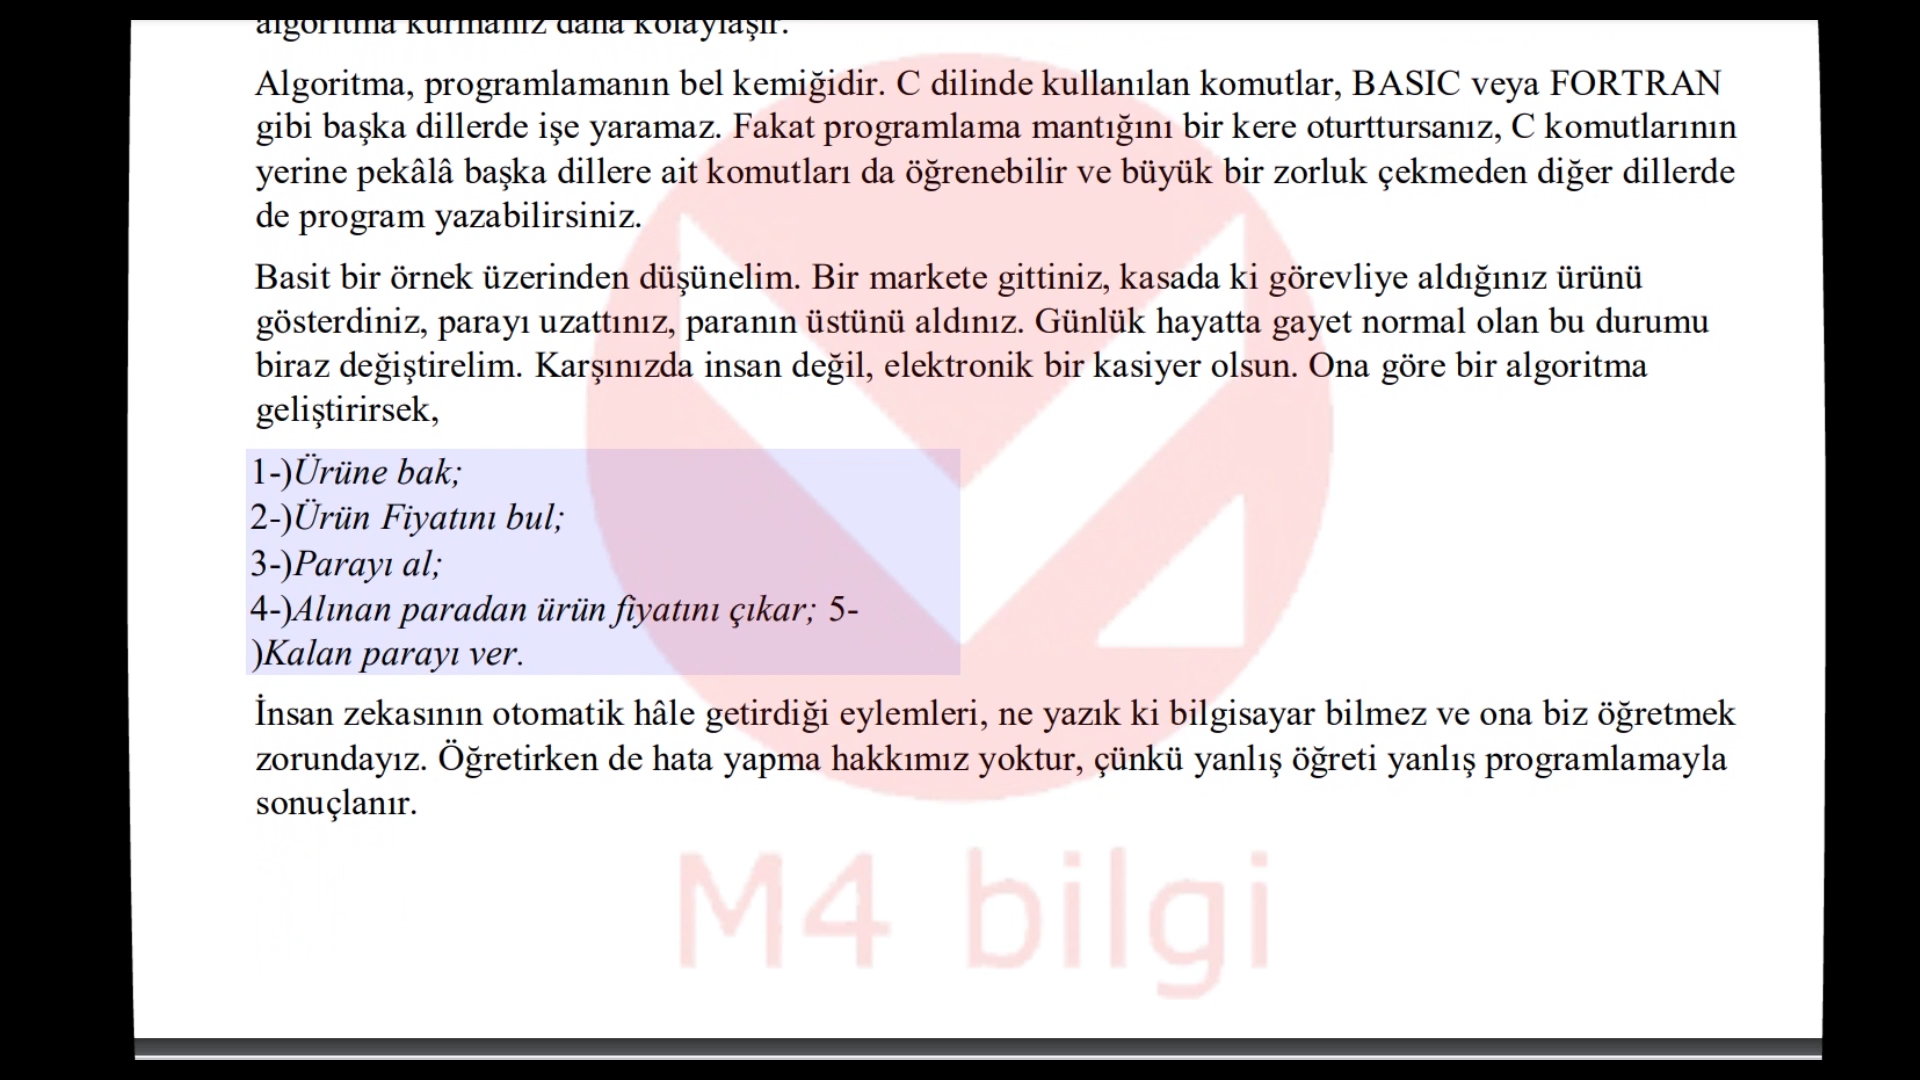 algoritma kurmanız daha kolaylaşır.
Algoritma, programlamanın bel kemiğidir. C dilinde kullanılan komutlar, BASIC veya FORTRAN
gibi başka dillerde işe yaramaz. Fakat programlama mantığını bir kere oturttursanız, C komutlarının
yerine pekâlâ başka dillere ait komutları da öğrenebilir ve büyük bir zorluk çekmeden diğer dillerde
de program yazabilirsiniz.
Basit bir örnek üzerinden düşünelim. Bir markete gittiniz, kasada ki görevliye aldığınız ürünü
gösterdiniz, parayı uzattınız, paranın üstünü aldınız. Günlük hayatta gayet normal olan bu durumu
biraz değiştirelim. Karşınızda insan değil, elektronik bir kasiyer olsun. Ona göre bir algoritma
geliştirirsek,
1-)Ürüne bak;
2-)Ürün Fiyatını bul;
3-)Parayı al;
4-)Alınan paradan ürün fiyatını çıkar; 5-
)Kalan parayı ver.
İnsan zekasının otomatik hâle getirdiği eylemleri, ne yazık ki bilgisayar bilmez ve ona biz öğretmek
zorundayız. Öğretirken de hata yapma hakkımız yoktur, çünkü yanlış öğreti yanlış programlamayla
sonuçlanır.
M4 bilgi